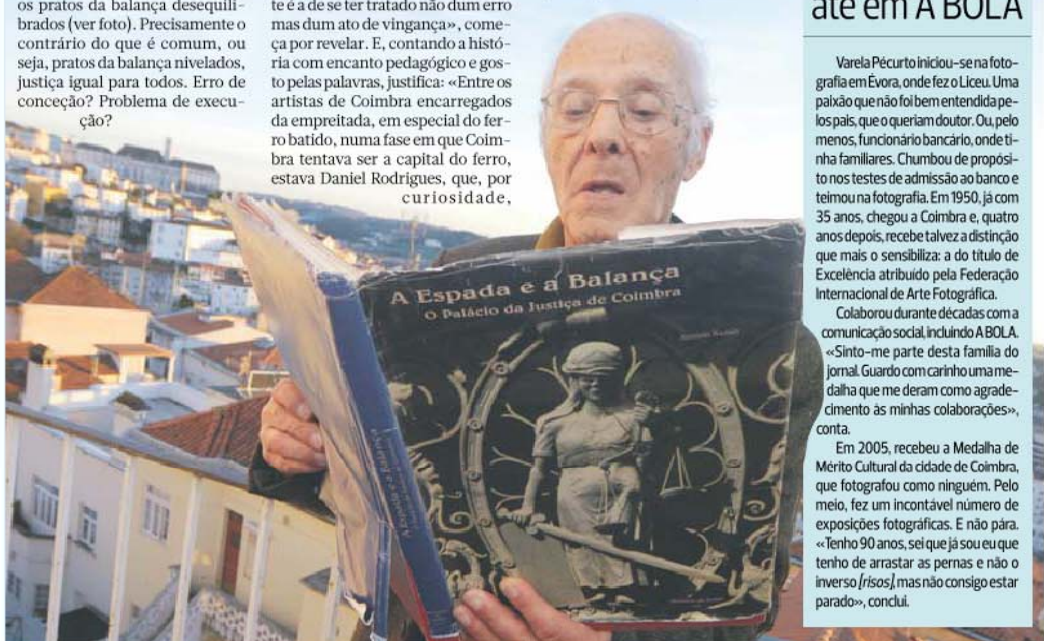 os pratos da balança desequili-
brados (ver foto). Precisamente o
contrário do que é comum, ou
seja, pratos da balança nivelados,
justiça igual para todos. Erro de
conceção? Problema de execu-
ção?
te é a de se ter tratado não dum erro
mas dum ato de vingança», come-
ça por revelar. E, contando a histó-
ria com encanto pedagógico e gos-
to pelas palavras, justifica: «Entre os
artistas de Coimbra encarregados
da empreitada, em especial do fer-
ro batido, numa fase em que Coim-
bra tentava ser a capital do ferro,
estava Daniel Rodrigues, que, por
curiosidade,
A Espada e a Balança
O Palácio da Justiça de Coimbra
A Espada e a Balança
até em A BOLA
Varela Pécurto iniciou-se na foto-
grafia em Évora, onde fez o Liceu. Uma
paixão que não foi bem entendida pe-
los pais, que o queriam doutor. Ou, pelo
menos, funcionário bancário, onde ti-
nha familiares. Chumbou de propósi-
to nos testes de admissão ao banco e
teimou na fotografia. Em 1950, já com
35 anos, chegou a Coimbra e, quatro
anos depois, recebe talvez a distinção
que mais o sensibiliza: a do título de
Excelência atribuído pela Federação
Internacional de Arte Fotográfica.
Colaborou durante décadas com a
comunicação social, incluindo A BOLA.
«Sinto-me parte desta família do
jornal. Guardo com carinho uma me-
dalha que me deram como agrade-
cimento às minhas colaborações»,
conta.
Em 2005, recebeu a Medalha de
Mérito Cultural da cidade de Coimbra,
que fotografou como ninguém. Pelo
meio, fez um incontável número de
exposições fotográficas. E não pára.
«Tenho 90 anos, sei que já sou eu que
tenho de arrastar as pernas e não o
inverso [risos], mas não consigo estar
parado», conclui.